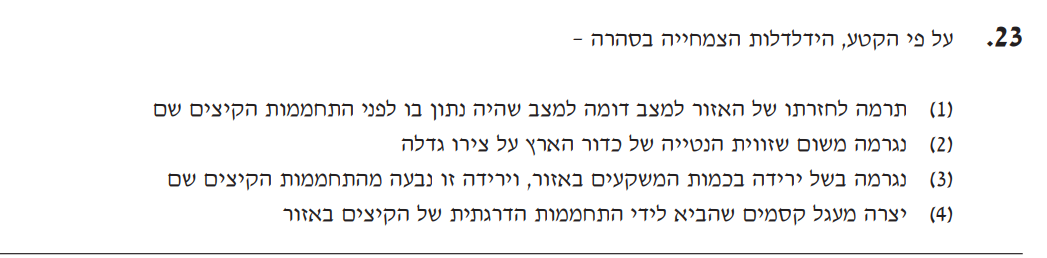 23. על פי הקטע, הידלדלות הצמחייה בסהרה –
(1) תרמה לחזרתו של האזור למצב דומה למצב שהיה נתון בו לפני התחממות הקיצים שם
(2) נגרמה משום שזווית הנטייה של כדור הארץ על צירו גדלה
(3) נגרמה בשל ירידה בכמות המשקעים באזור, וירידה זו נבעה מהתחממות הקיצים שם
(4) יצרה מעגל קסמים שהביא לידי התחממות הדרגתית של הקיצים באזור